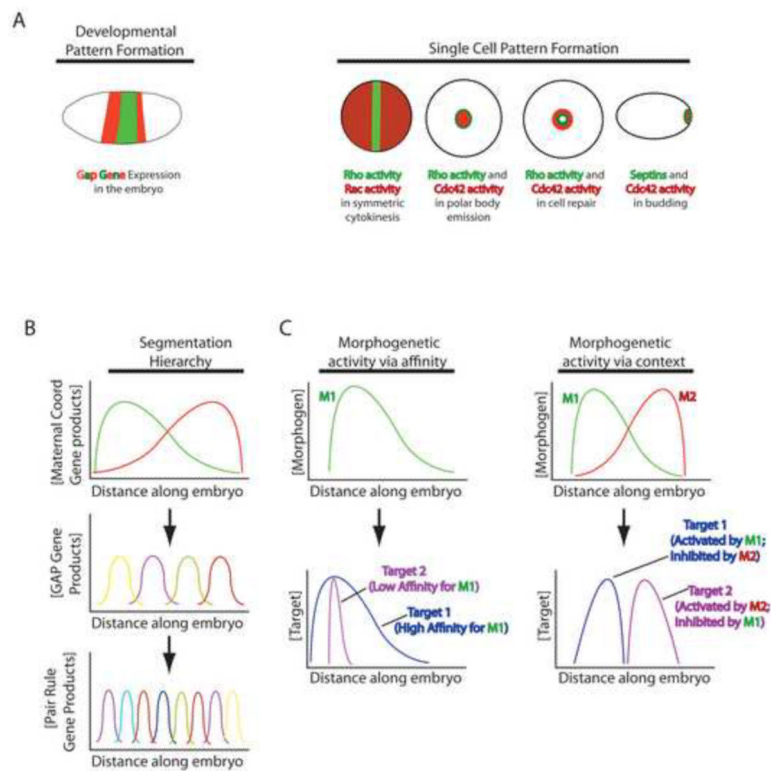 A
Developmental
Pattern Formation
Single Cell Pattern Formation
Gap Gene Expression
in the embryo
Rho activity
Rac activity
in symmetric
cytokinesis
Rho activity and
Cdc42 activity
in polar body
emission
Rho activity and
Cdc42 activity
in cell repair
Septins and
Cdc42 activity
in budding
B
Segmentation
Hierarchy
[Maternal Coord
Gene products]
Distance along embryo
[GAP Gene
Products]
Distance along embryo
[Pair Rule
Gene Products]
Distance along embryo
C
Morphogenetic
activity via affinity
M1
[Morphogen]
Distance along embryo
Target 2
(Low Affinity for M1)
Target 1
(High Affinity for M1)
[Target]
Distance along embryo
Morphogenetic
activity via context
M1
M2
[Morphogen]
Distance along embryo
Target 1
(Activated by M1;
Inhibited by M2)
Target 2
(Activated by M2;
Inhibited by M1)
[Target]
Distance along embryo